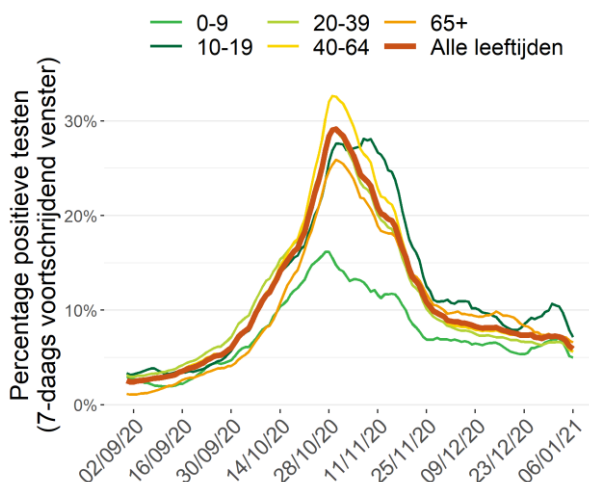 0-9 20-39 65+
10-19 40-64 Alle leeftijden
Percentage positieve testen
(7-daags voortschrijdend venster)
30%
20%
10%
0%
02/09/20 16/09/20 30/09/20 14/10/20 28/10/20 11/11/20 25/11/20 09/12/20 23/12/20 06/01/21